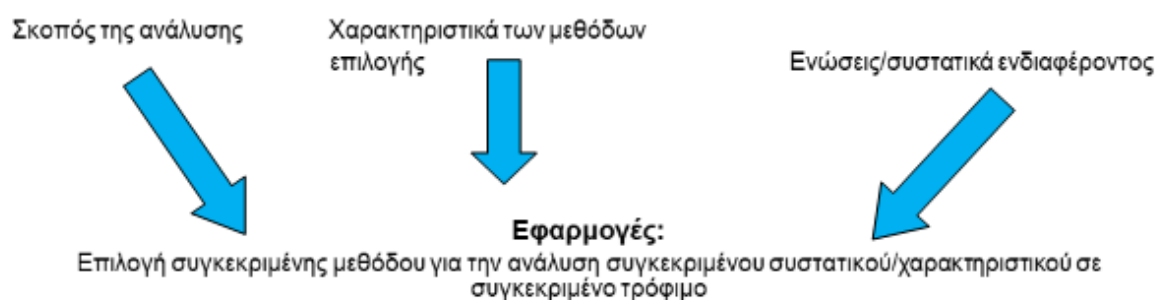 Σκοπός της ανάλυσης
Χαρακτηριστικά των μεθόδων
επιλογής
Ενώσεις/συστατικά ενδιαφέροντος
Εφαρμογές:
Επιλογή συγκεκριμένης μεθόδου για την ανάλυση συγκεκριμένου συστατικού/χαρακτηριστικού σε
συγκεκριμένο τρόφιμο